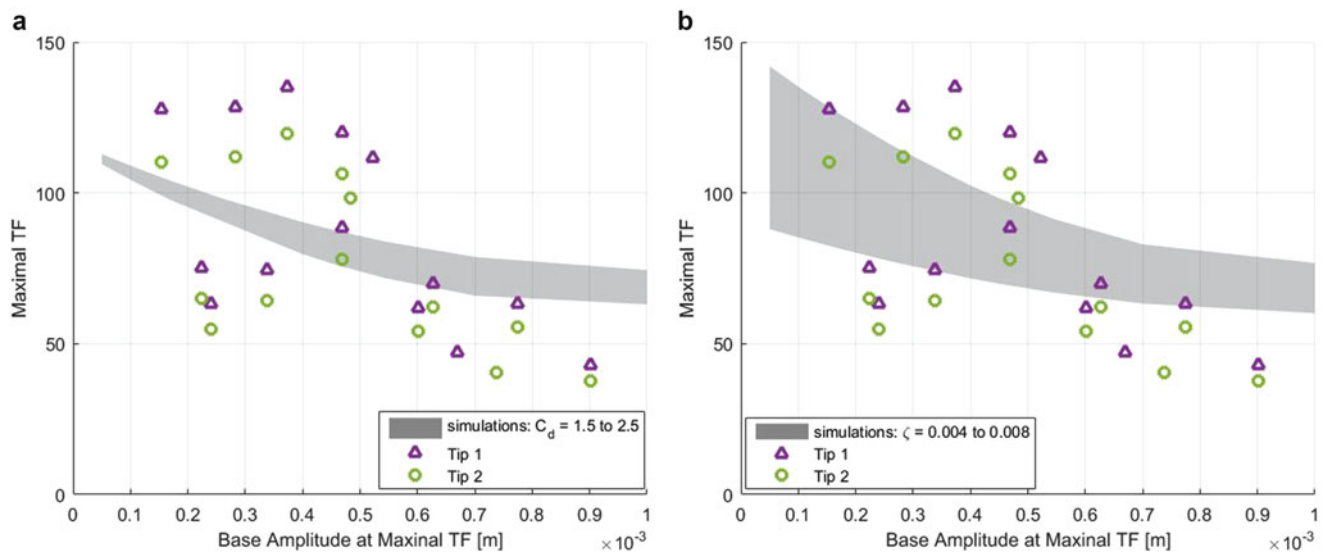 a
150
100
50
0
Maximal TF
simulations: C_d = 1.5 to 2.5
Tip 1
Tip 2
0 0.1 0.2 0.3 0.4 0.5 0.6 0.7 0.8 0.9 1
Base Amplitude at Maxinal TF [m]
× 10⁻³
b
150
100
50
0
Maximal TF
simulations: ζ = 0.004 to 0.008
Tip 1
Tip 2
0 0.1 0.2 0.3 0.4 0.5 0.6 0.7 0.8 0.9 1
Base Amplitude at Maxinal TF [m]
× 10⁻³